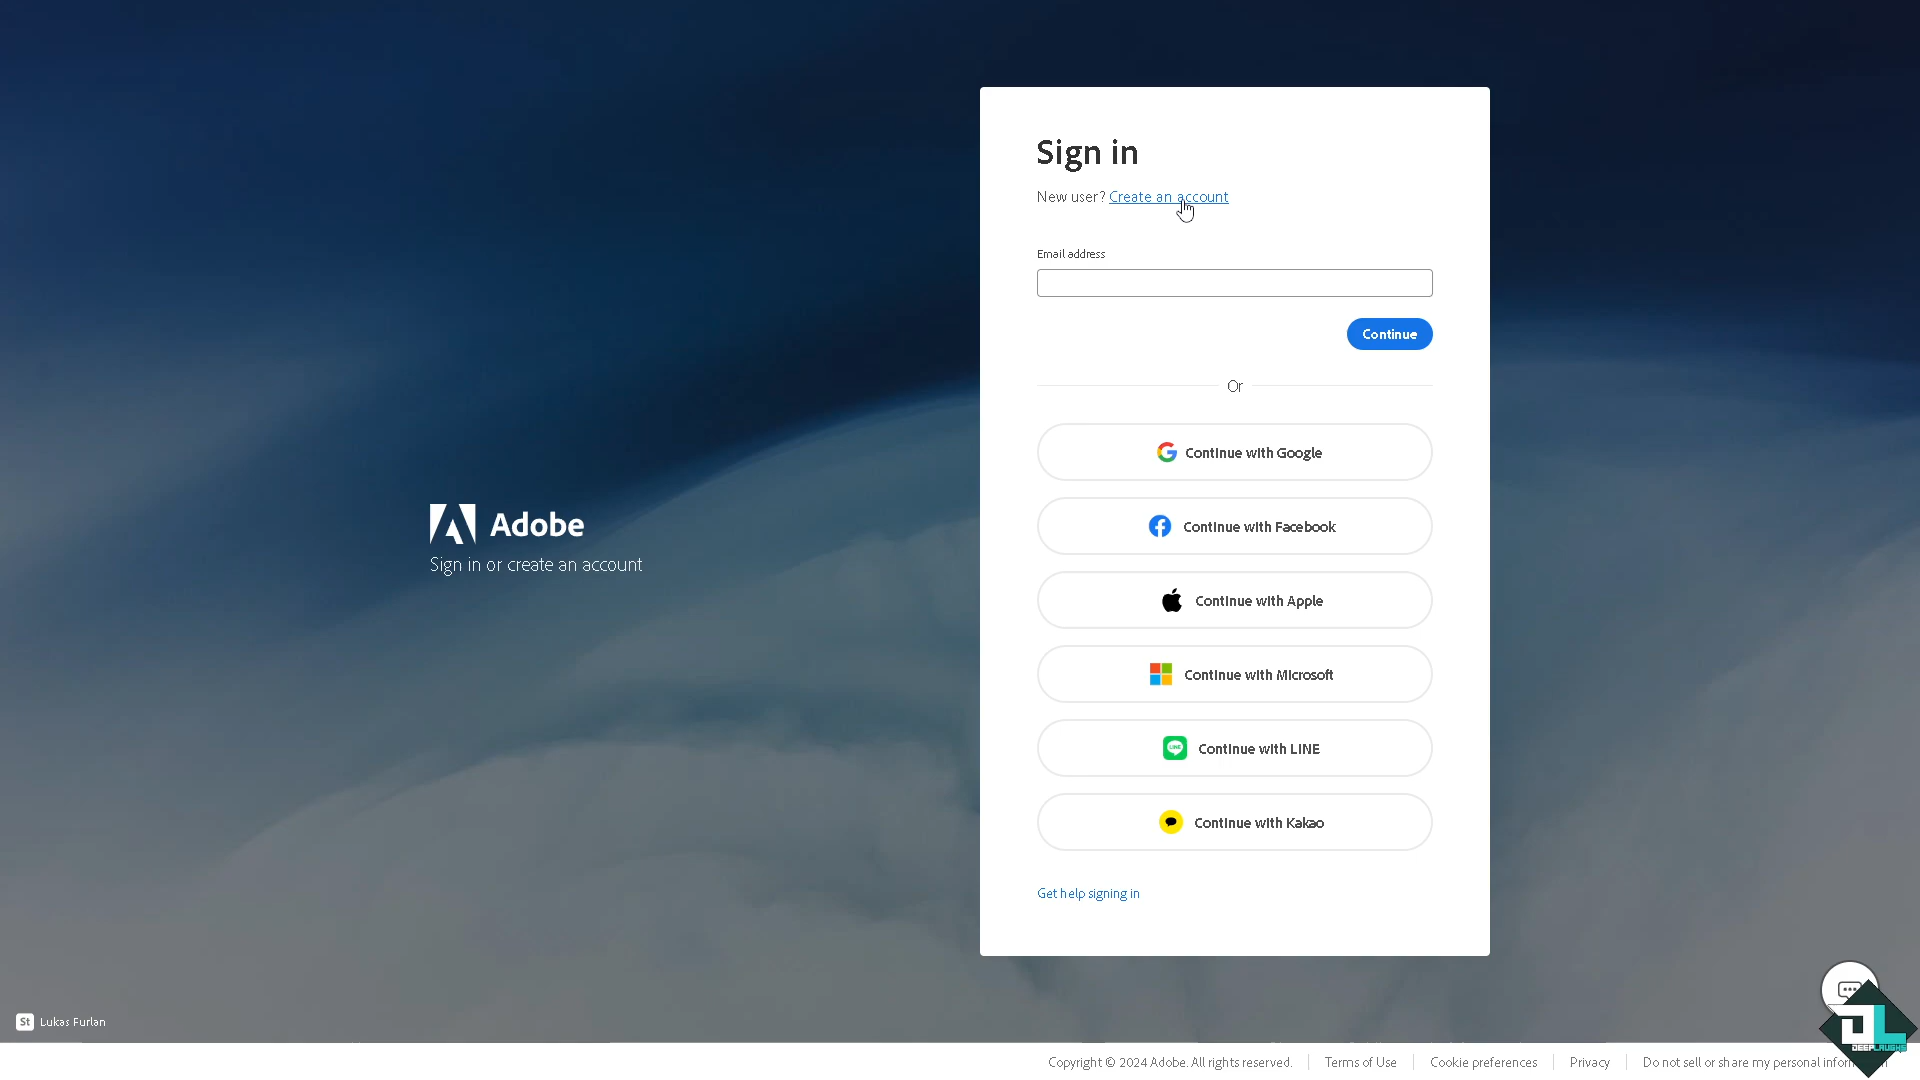 Sign in
New user? Create an account
Email address
Continue
Or
Continue with Google
Continue with Facebook
Continue with Apple
Continue with Microsoft
LINE
Continue with LINE
Continue with Kakao
Get help signing in
Adobe
Sign in or create an account
St Lukas Furlan
Copyright © 2024 Adobe. All rights reserved.
Terms of Use
Cookie preferences
Privacy
Do not sell or share my personal
DEEPLAUGHS